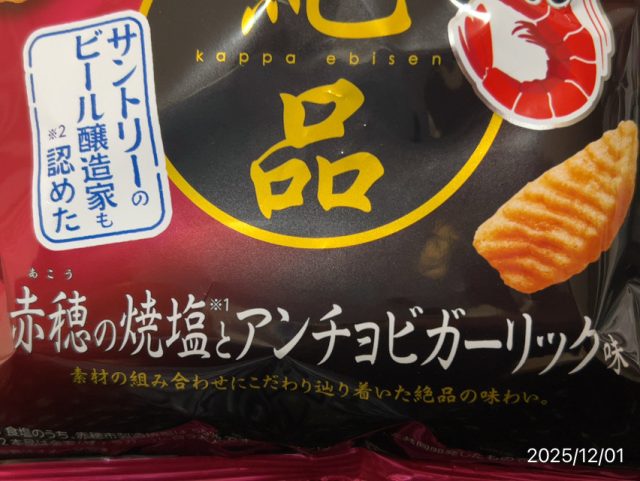 絶
kappa ebisen
品
サントリーの
ビール醸造家も
※2
認めた
あこう
赤穂の焼塩※1とアンチョビガーリック味
素材の組み合わせにこだわり辿り着いた絶品の味わい。
2025/12/01